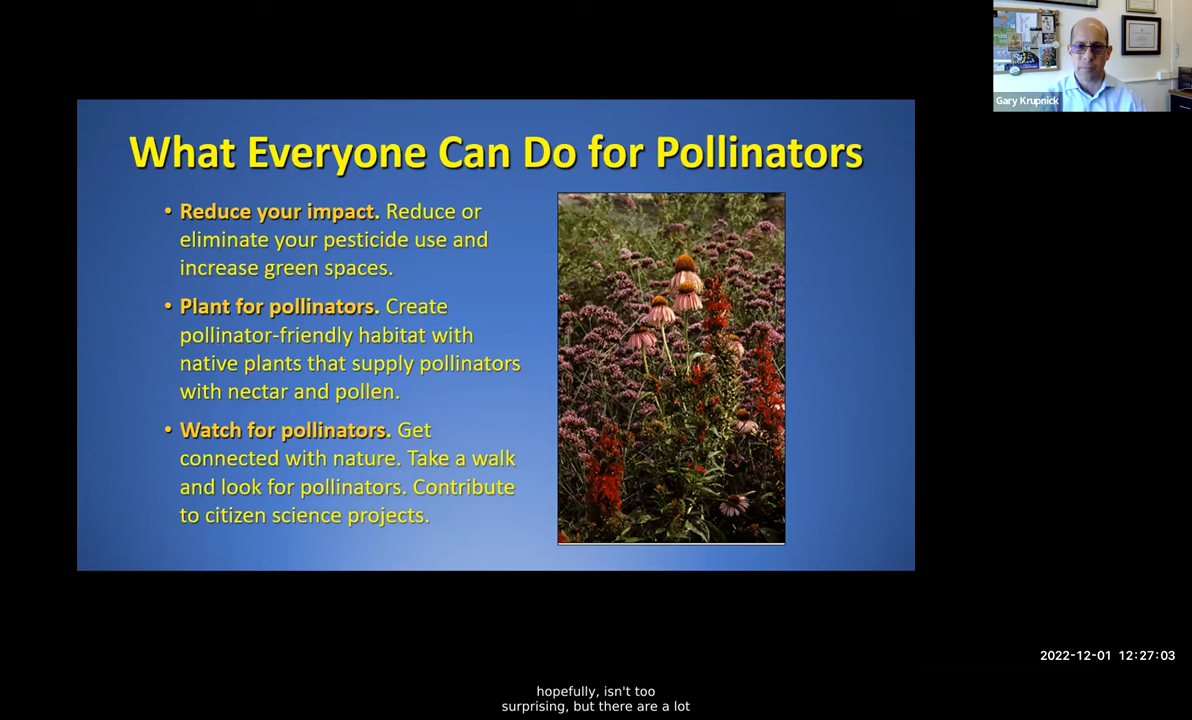 What Everyone Can Do for Pollinators
• Reduce your impact. Reduce or
eliminate your pesticide use and
increase green spaces.
• Plant for pollinators. Create
pollinator-friendly habitat with
native plants that supply pollinators
with nectar and pollen.
• Watch for pollinators. Get
connected with nature. Take a walk
and look for pollinators. Contribute
to citizen science projects.
Gary Krupnick
2022-12-01 12:27:03
hopefully, isn't too
surprising, but there are a lot